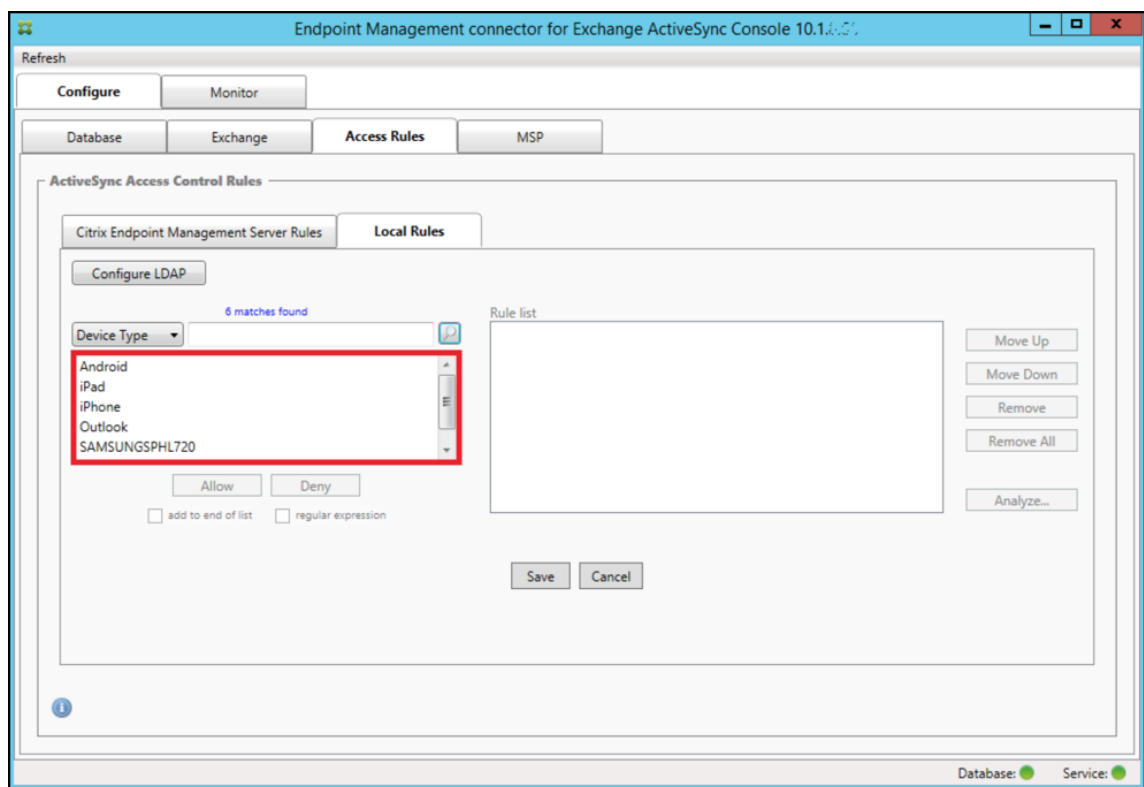 Endpoint Management connector for Exchange ActiveSync Console 10.1.
Refresh
Configure Monitor
Database Exchange Access Rules MSP
ActiveSync Access Control Rules
Citrix Endpoint Management Server Rules Local Rules
Configure LDAP
6 matches found
Rule list
Device Type
Android
iPad
iPhone
Outlook
SAMSUNGSPHL720
Move Up
Move Down
Remove
Remove All
Allow Deny
Analyze...
add to end of list regular expression
Save Cancel
Database: Service: